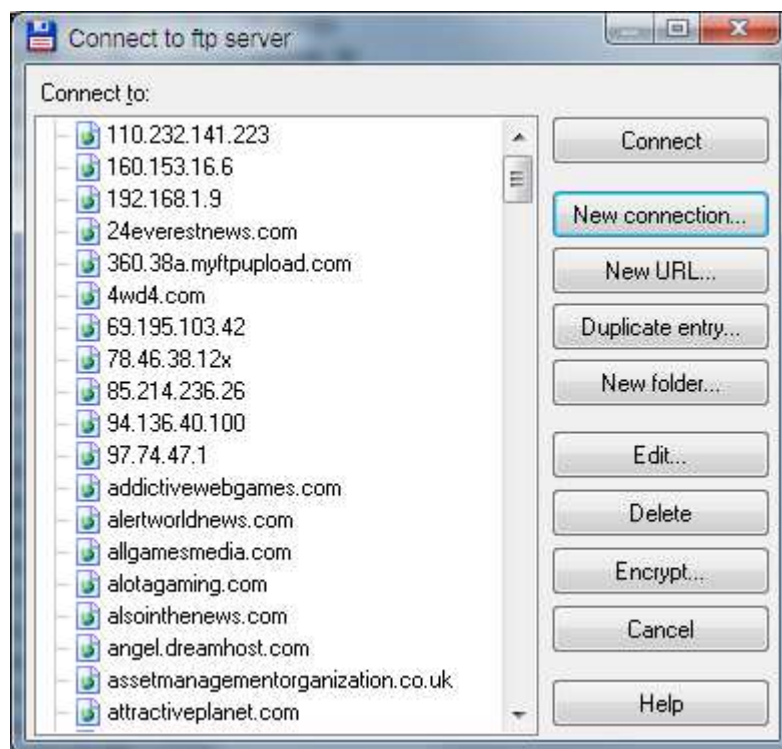 Connect to ftp server
Connect to:
110.232.141.223
160.153.16.6
192.168.1.9
24everestnews.com
360.38a.myftpupload.com
4wd4.com
69.195.103.42
78.46.38.12x
85.214.236.26
94.136.40.100
97.74.47.1
addictivewebgames.com
alertworldnews.com
allgamesmedia.com
alotagaming.com
alsointhenews.com
angel.dreamhost.com
assetmanagementorganization.co.uk
attractiveplanet.com
Connect
New connection...
New URL...
Duplicate entry...
New folder...
Edit...
Delete
Encrypt...
Cancel
Help